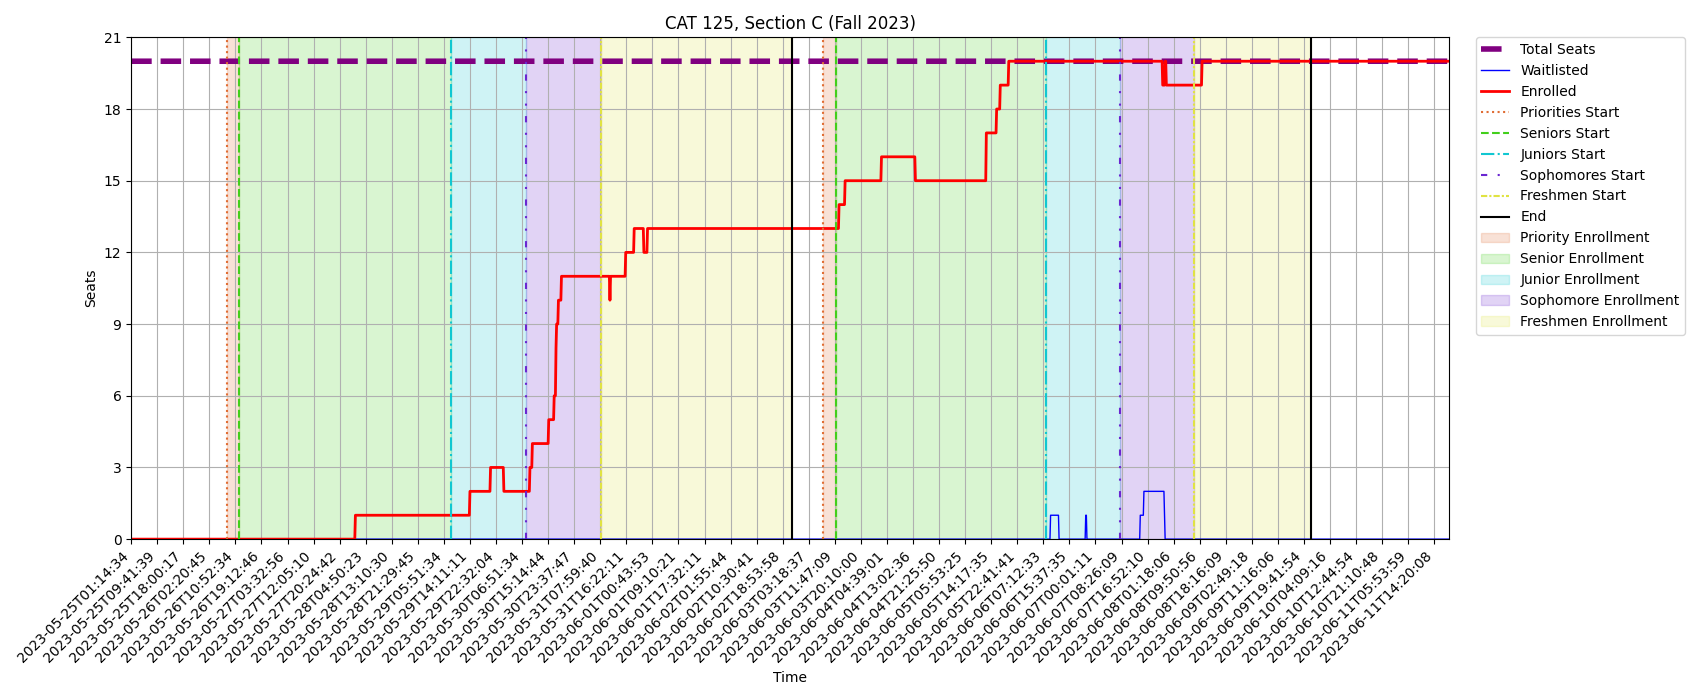 CAT 125, Section C (Fall 2023)
21
18
15
12
9
6
3
0
Seats
2023-05-25T01:14:34
2023-05-25T09:41:39
2023-05-25T18:00:17
2023-05-26T02:20:45
2023-05-26T10:52:34
2023-05-26T19:12:46
2023-05-27T03:32:56
2023-05-27T12:05:10
2023-05-27T20:24:42
2023-05-28T04:50:23
2023-05-28T13:10:30
2023-05-28T21:29:45
2023-05-29T05:51:34
2023-05-29T14:11:11
2023-05-29T22:32:04
2023-05-30T06:51:34
2023-05-30T15:14:44
2023-05-30T23:37:47
2023-05-31T07:59:40
2023-05-31T16:22:11
2023-06-01T00:43:53
2023-06-01T09:10:21
2023-06-01T17:32:11
2023-06-02T01:55:44
2023-06-02T10:30:41
2023-06-02T18:53:58
2023-06-03T03:18:37
2023-06-03T11:47:09
2023-06-03T20:10:00
2023-06-04T04:39:01
2023-06-04T13:02:36
2023-06-04T21:25:50
2023-06-05T05:53:25
2023-06-05T14:17:35
2023-06-05T22:41:41
2023-06-06T07:12:33
2023-06-06T15:37:35
2023-06-07T00:01:11
2023-06-07T08:26:09
2023-06-07T16:52:10
2023-06-08T01:18:06
2023-06-08T09:50:56
2023-06-08T18:16:09
2023-06-09T02:49:18
2023-06-09T11:16:06
2023-06-09T19:41:54
2023-06-10T04:09:16
2023-06-10T12:44:54
2023-06-10T21:10:48
2023-06-11T05:53:59
2023-06-11T14:20:08
Time
Total Seats
Waitlisted
Enrolled
Priorities Start
Seniors Start
Juniors Start
Sophomores Start
Freshmen Start
End
Priority Enrollment
Senior Enrollment
Junior Enrollment
Sophomore Enrollment
Freshmen Enrollment